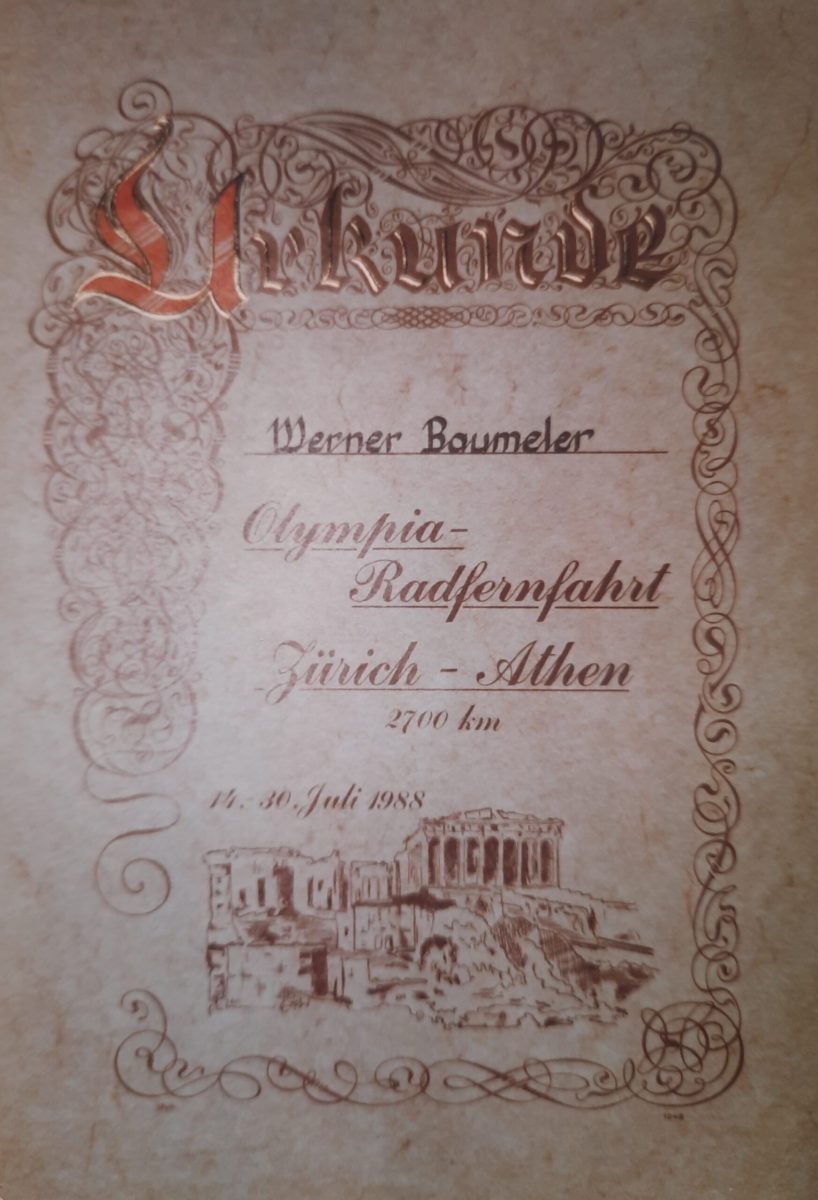 Urkunde
Werner Baumeler
Olympia-
Radfernfahrt
Zürich - Athen
2700 km
14.-30. Juli 1988